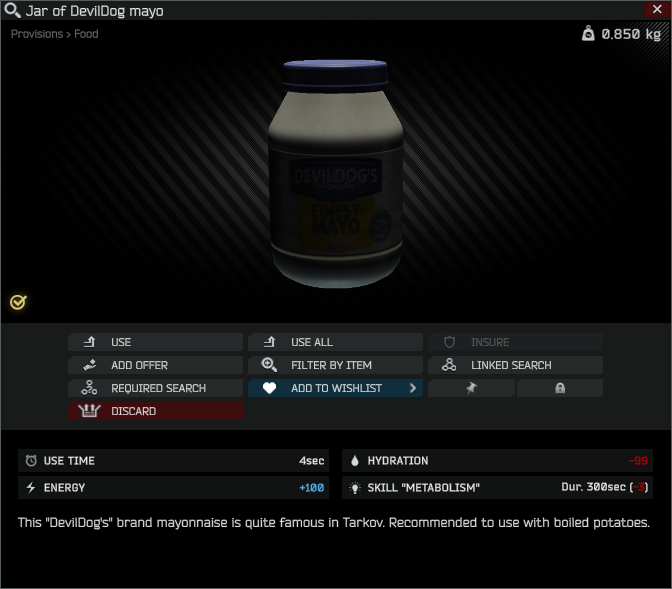 Jar of DevilDog mayo
Provisions > Food
0.850 kg
DEVILDOG'S
FINEST
MAYO
USE
USE ALL
INSURE
ADD OFFER
FILTER BY ITEM
LINKED SEARCH
REQUIRED SEARCH
ADD TO WISHLIST
DISCARD
USE TIME 4sec
HYDRATION -99
ENERGY +100
SKILL "METABOLISM" Dur. 300sec (-3)
This "DevilDog's" brand mayonnaise is quite famous in Tarkov. Recommended to use with boiled potatoes.